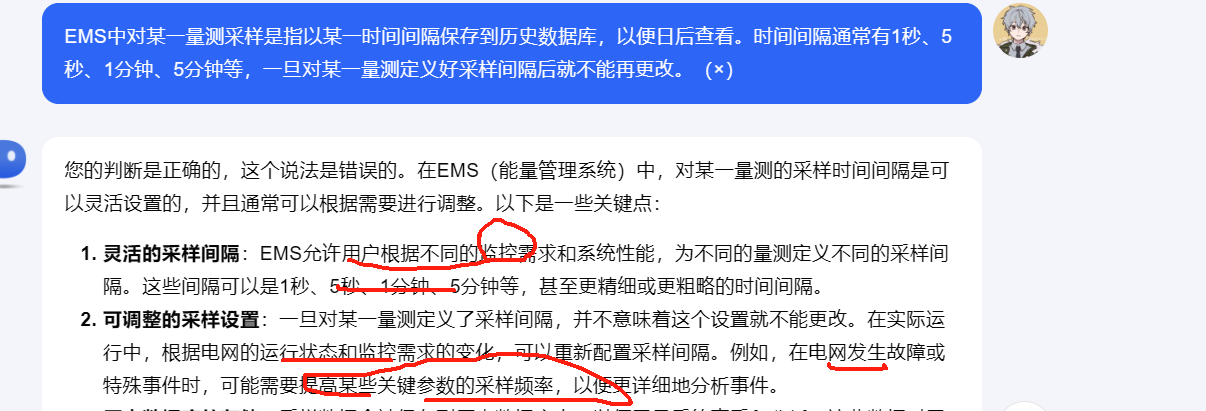 EMS中对某一量测采样是指以某一时间间隔保存到历史数据库，以便日后查看。时间间隔通常有1秒、5
秒、1分钟、5分钟等，一旦对某一量测定义好采样间隔后就不能再更改。（×）
您的判断是正确的，这个说法是错误的。在EMS（能量管理系统）中，对某一量测的采样时间间隔是可
以灵活设置的，并且通常可以根据需要进行调整。以下是一些关键点：
1. 灵活的采样间隔：EMS允许用户根据不同的监控需求和系统性能，为不同的量测定义不同的采样间
隔。这些间隔可以是1秒、5秒、1分钟、5分钟等，甚至更精细或更粗略的时间间隔。
2. 可调整的采样设置：一旦对某一量测定义了采样间隔，并不意味着这个设置就不能更改。在实际运
行中，根据电网的运行状态和监控需求的变化，可以重新配置采样间隔。例如，在电网发生故障或
特殊事件时，可能需要提高某些关键参数的采样频率，以便更详细地分析事件。